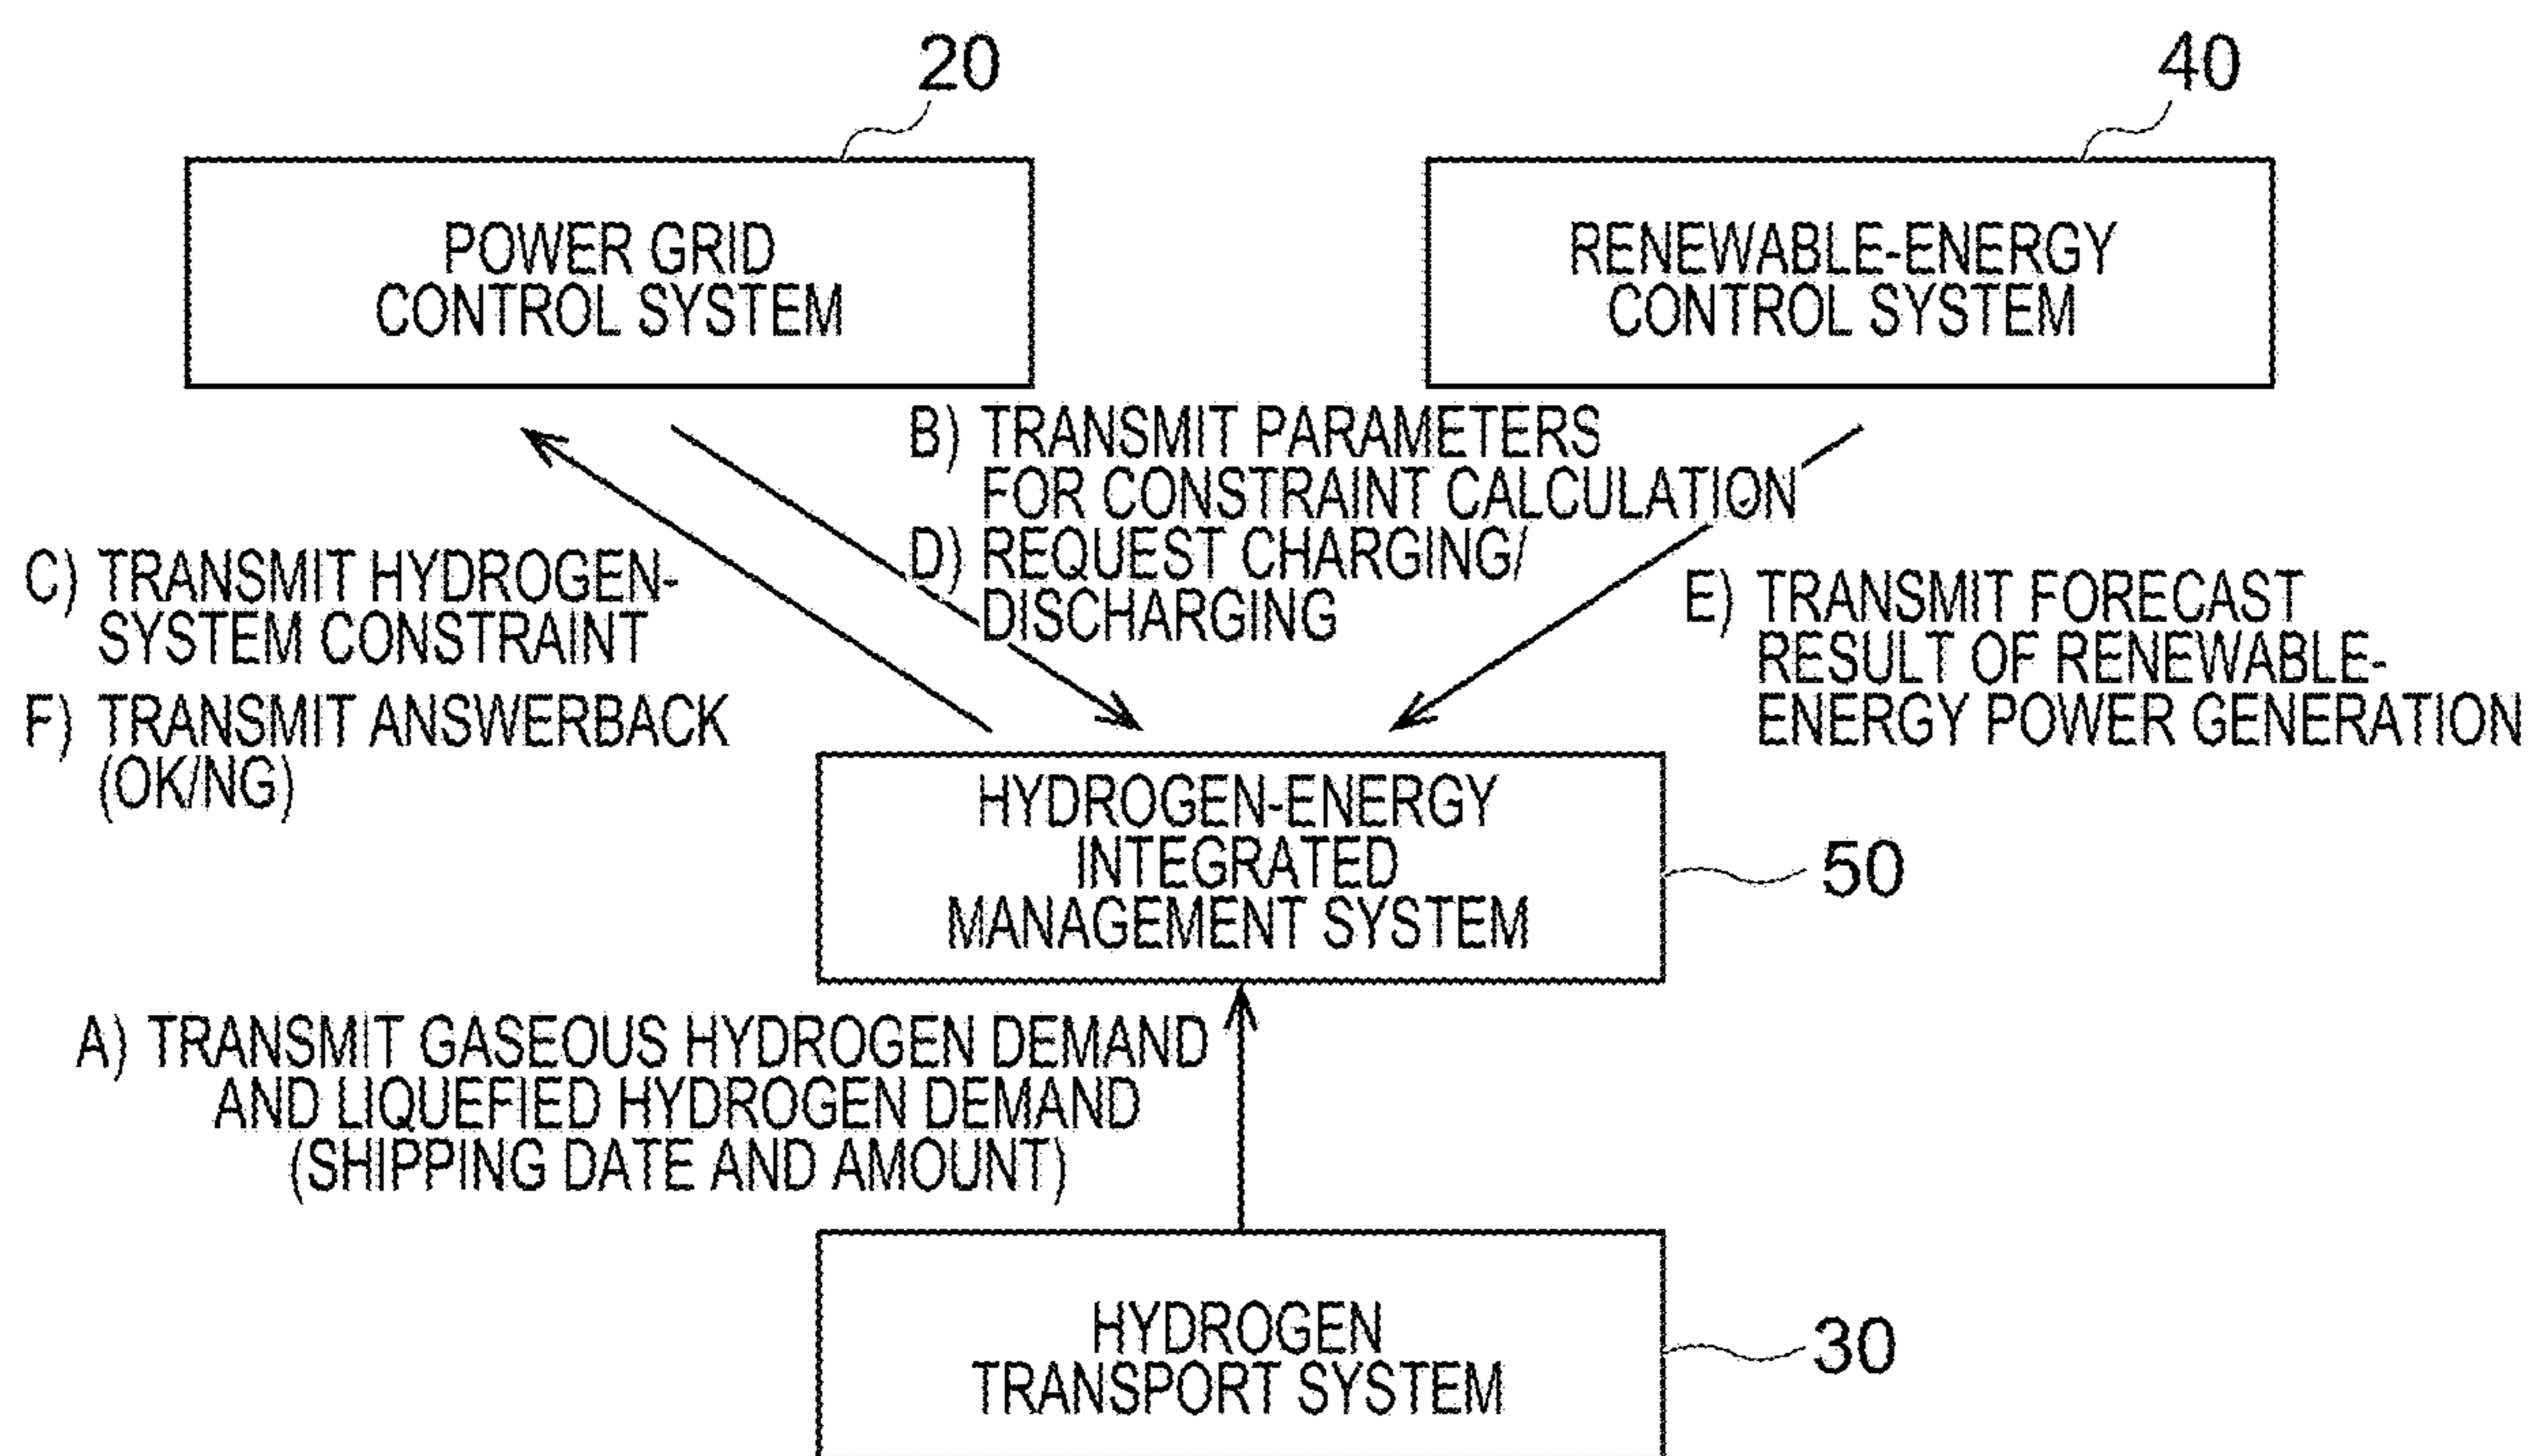 20
40
POWER GRID
CONTROL SYSTEM
RENEWABLE-ENERGY
CONTROL SYSTEM
B) TRANSMIT PARAMETERS
FOR CONSTRAINT CALCULATION
D) REQUEST CHARGING/
DISCHARGING
C) TRANSMIT HYDROGEN-
SYSTEM CONSTRAINT
F) TRANSMIT ANSWERBACK
(OK/NG)
E) TRANSMIT FORECAST
RESULT OF RENEWABLE-
ENERGY POWER GENERATION
HYDROGEN-ENERGY
INTEGRATED
MANAGEMENT SYSTEM
50
A) TRANSMIT GASEOUS HYDROGEN DEMAND
AND LIQUEFIED HYDROGEN DEMAND
(SHIPPING DATE AND AMOUNT)
HYDROGEN
TRANSPORT SYSTEM
30